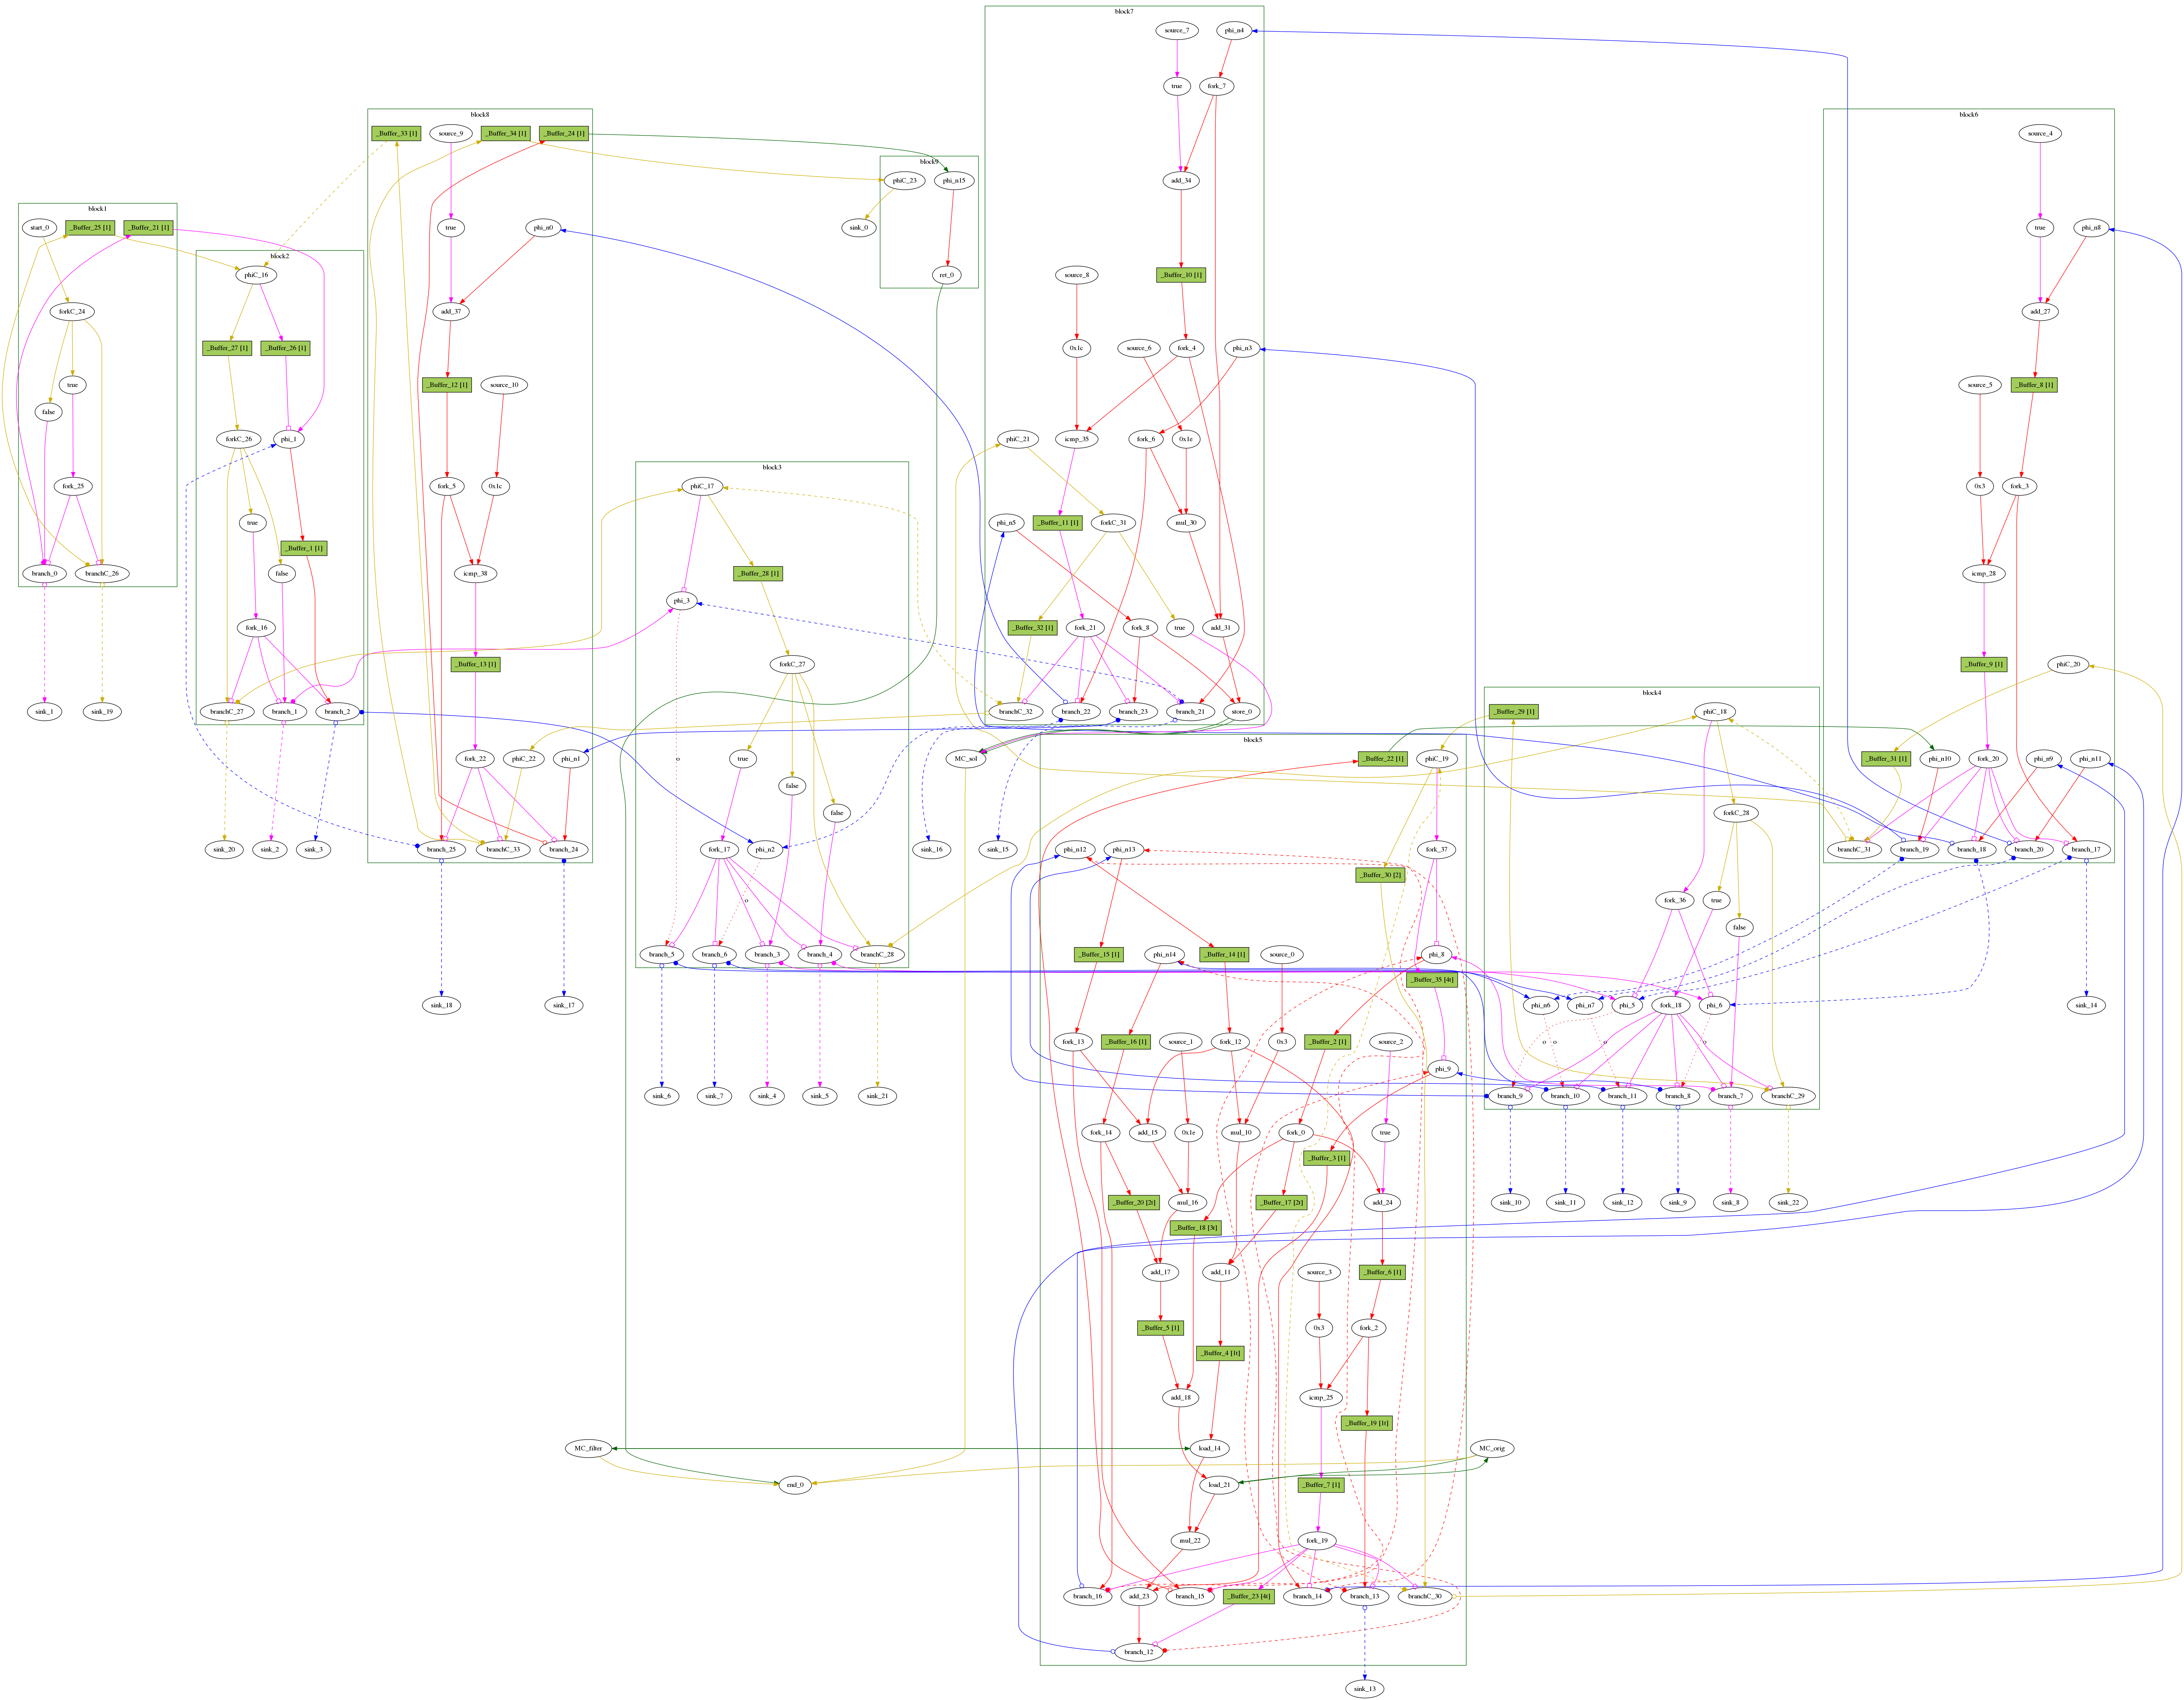 block7
source_7
phi_n4
true
fork_7
add_34
_Buffer_10 [1]
source_8
0x1c
source_6
fork_4
phi_n3
phiC_21
icmp_35
fork_6
0x1e
phi_n5
_Buffer_11 [1]
forkC_31
mul_30
_Buffer_32 [1]
fork_21
fork_8
true
add_31
branchC_32
branch_22
branch_23
branch_21
store_0
block8
_Buffer_33 [1]
source_9
_Buffer_34 [1]
_Buffer_24 [1]
true
phi_n0
add_37
_Buffer_12 [1]
source_10
fork_5
0x1c
icmp_38
_Buffer_13 [1]
fork_22
phiC_22
phi_n1
branch_25
branchC_33
branch_24
block6
source_4
true
phi_n8
add_27
source_5
_Buffer_8 [1]
0x3
fork_3
icmp_28
_Buffer_9 [1]
phiC_20
_Buffer_31 [1]
phi_n10
fork_20
phi_n9
phi_n11
branchC_31
branch_19
branch_18
branch_20
branch_17
block9
phiC_23
phi_n15
sink_0
ret_0
block1
start_0
_Buffer_25 [1]
_Buffer_21 [1]
forkC_24
true
false
fork_25
branch_0
branchC_26
block2
phiC_16
_Buffer_27 [1]
_Buffer_26 [1]
forkC_26
phi_1
true
_Buffer_1 [1]
false
fork_16
branchC_27
branch_1
branch_2
sink_1
sink_19
sink_20
sink_2
sink_3
block3
phiC_17
_Buffer_28 [1]
phi_3
forkC_27
o
true
false
false
fork_17
phi_n2
o
branch_5
branch_6
branch_3
branch_4
branchC_28
block4
_Buffer_29 [1]
phiC_18
forkC_28
fork_36
true
false
phi_n6
phi_n7
phi_5
fork_18
phi_6
o
o
o
o
branch_9
branch_10
branch_11
branch_8
branch_7
branchC_29
MC_sol
sink_16
sink_15
sink_18
sink_17
sink_14
sink_6
sink_7
sink_4
sink_5
sink_21
sink_10
sink_11
sink_12
sink_9
sink_8
sink_22
block5
_Buffer_22 [1]
phiC_19
phi_n12
phi_n13
fork_37
_Buffer_30 [2]
_Buffer_15 [1]
phi_n14
_Buffer_14 [1]
source_0
phi_8
_Buffer_35 [4t]
fork_13
_Buffer_16 [1]
source_1
fork_12
0x3
_Buffer_2 [1]
source_2
phi_9
fork_14
add_15
0x1e
mul_10
fork_0
true
_Buffer_3 [1]
_Buffer_20 [2t]
mul_16
_Buffer_17 [2t]
add_24
_Buffer_18 [3t]
add_17
add_11
source_3
_Buffer_6 [1]
_Buffer_5 [1]
_Buffer_4 [1t]
0x3
fork_2
add_18
icmp_25
_Buffer_19 [1t]
load_14
load_21
_Buffer_7 [1]
mul_22
fork_19
branch_16
add_23
branch_15
_Buffer_23 [4t]
branch_14
branch_13
branchC_30
branch_12
MC_filter
MC_orig
end_0
sink_13